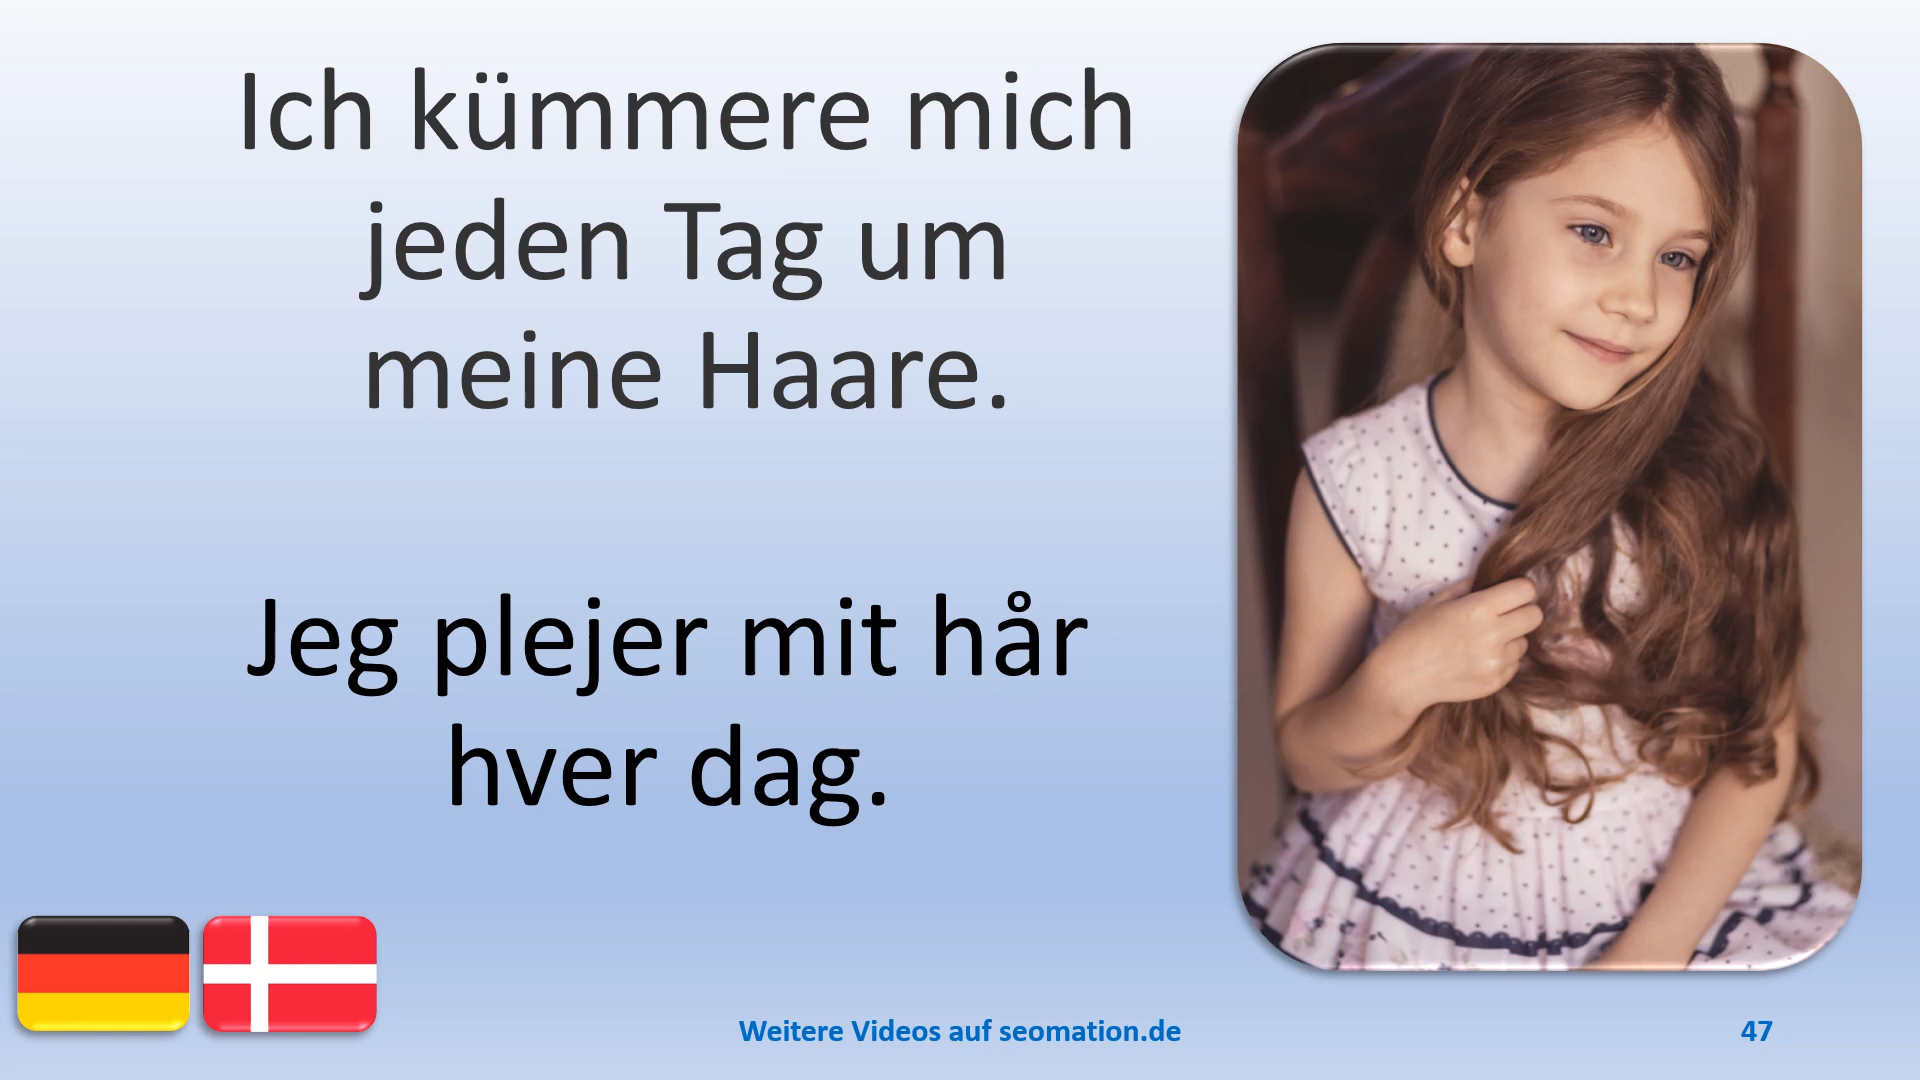 Ich kümmere mich
jeden Tag um
meine Haare.
Jeg plejer mit hår
hver dag.
Weitere Videos auf seomation.de
47